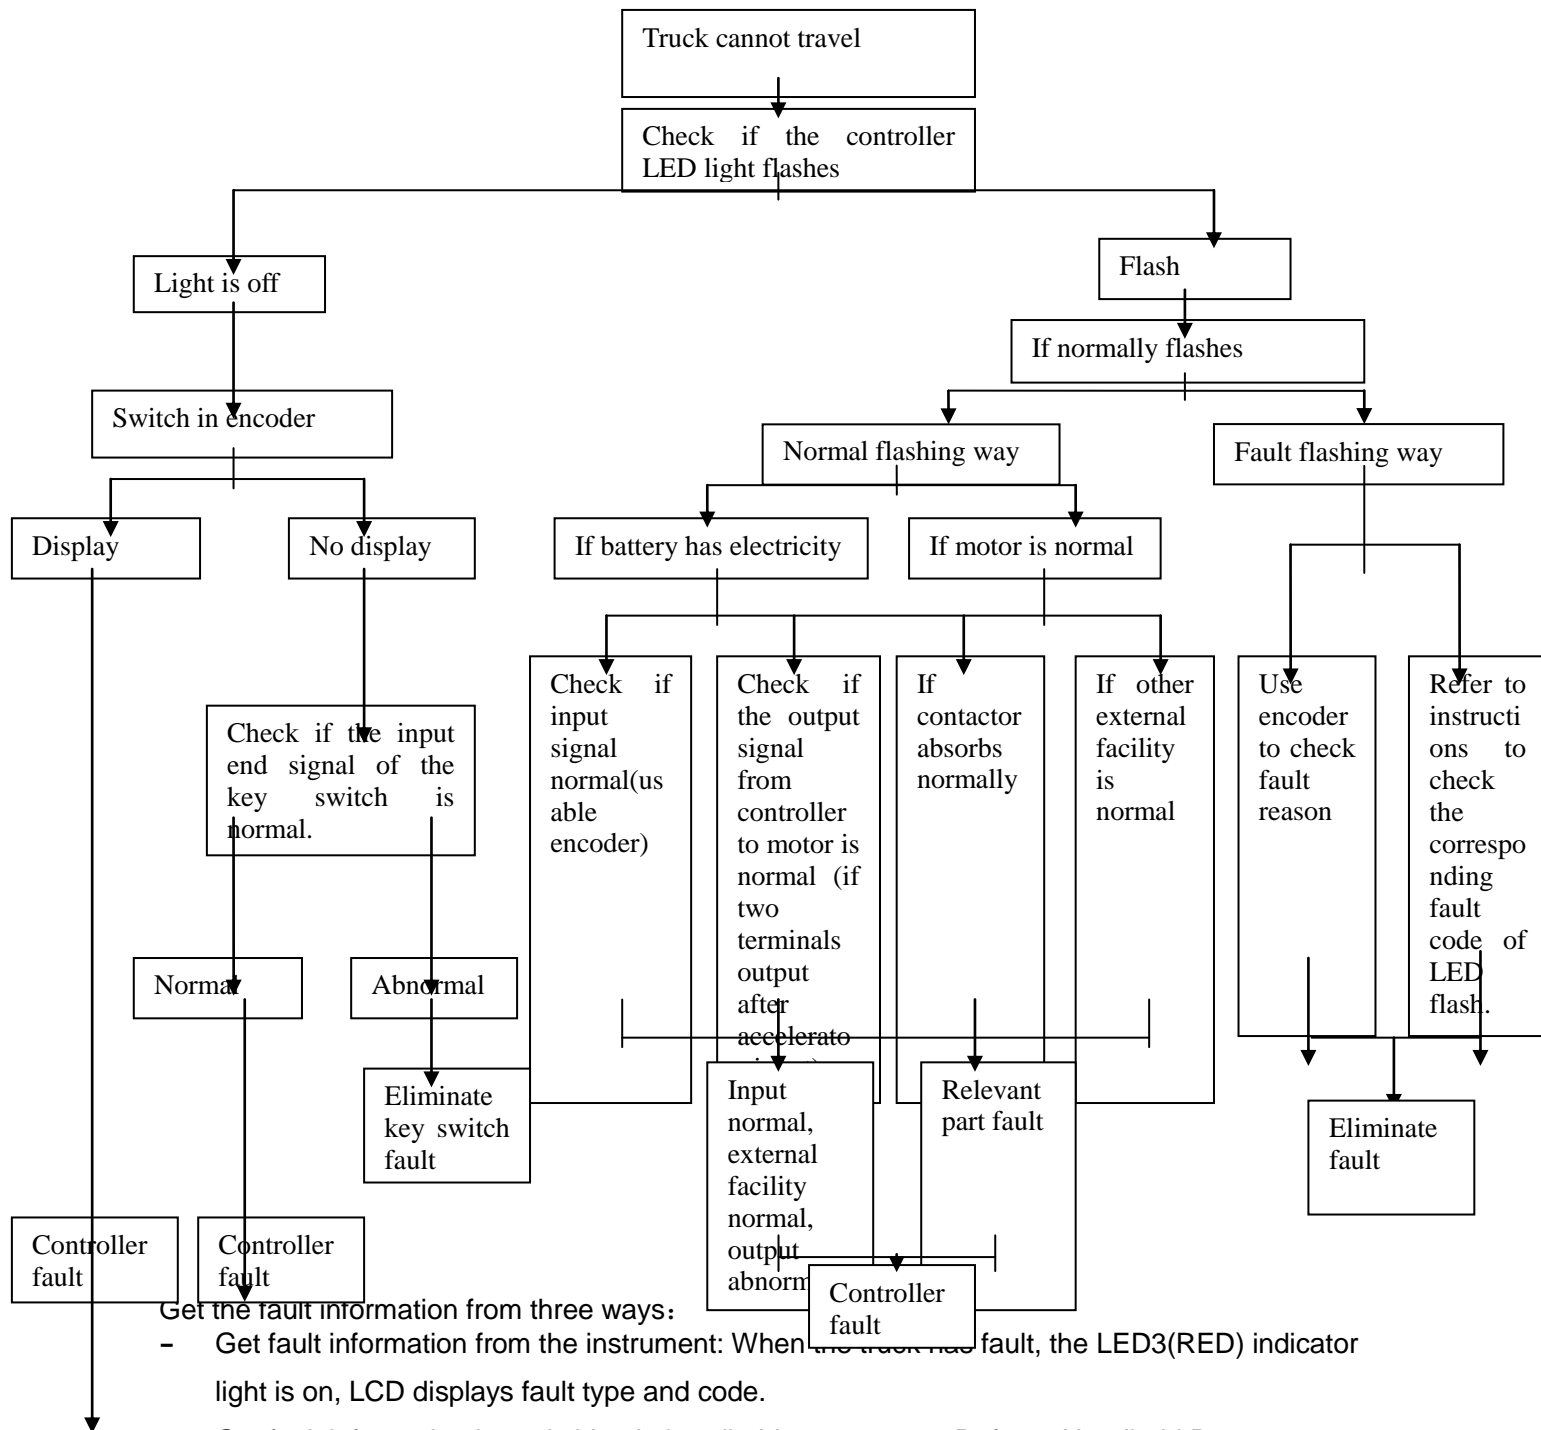 Truck cannot travel
Check if the controller
LED light flashes
Light is off
Flash
If normally flashes
Switch in encoder
Normal flashing way
Fault flashing way
Display
No display
If battery has electricity
If motor is normal
Check if the input
end signal of the
key switch is
normal.
Check if
input
signal
normal(us
able
encoder)
Check if
the output
signal
from
controller
to motor is
normal (if
two
terminals
output
after
accelerato
If
contactor
absorbs
normally
If other
external
facility
is
normal
Use
encoder
to check
fault
reason
Refer to
instructi
ons to
check
the
correspo
nding
fault
code of
LED
flash.
Normal
Abnormal
Eliminate
key switch
fault
Input
normal,
external
facility
normal,
output
abnorm
Relevant
part fault
Eliminate
fault
Controller
fault
Controller
fault
Controller
fault
Get the fault information from three ways:
- Get fault information from the instrument: When the truck has fault, the LED3(RED) indicator
light is on, LCD displays fault type and code.